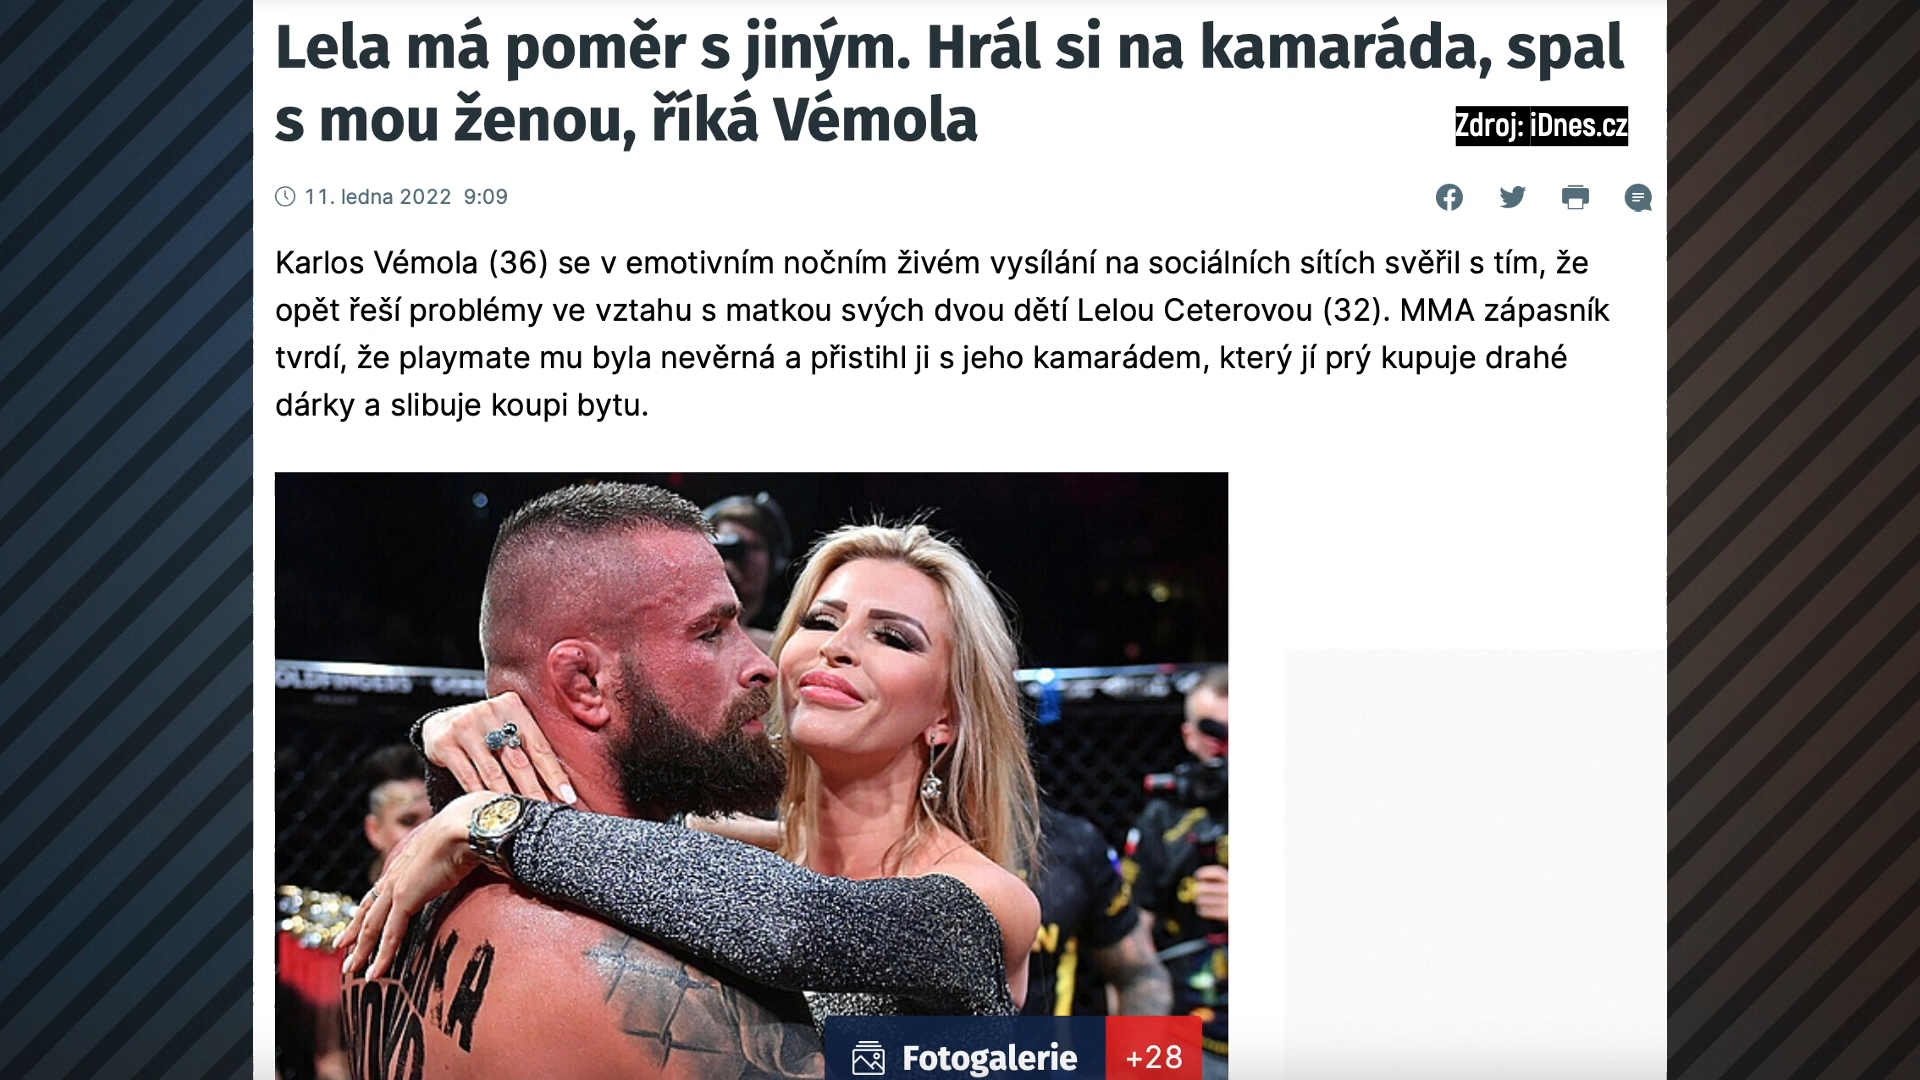 Lela má poměr s jiným. Hrál si na kamaráda, spal
s mou ženou, říká Vémola
Zdroj: iDnes.cz
11. ledna 2022 9:09
Karlos Vémola (36) se v emotivním nočním živém vysílání na sociálních sítích svěřil s tím, že
opět řeší problémy ve vztahu s matkou svých dvou dětí Lelou Ceterovou (32). MMA zápasník
tvrdí, že playmate mu byla nevěrná a přistihl ji s jeho kamarádem, který jí prý kupuje drahé
dárky a slibuje koupi bytu.
Fotogalerie +28